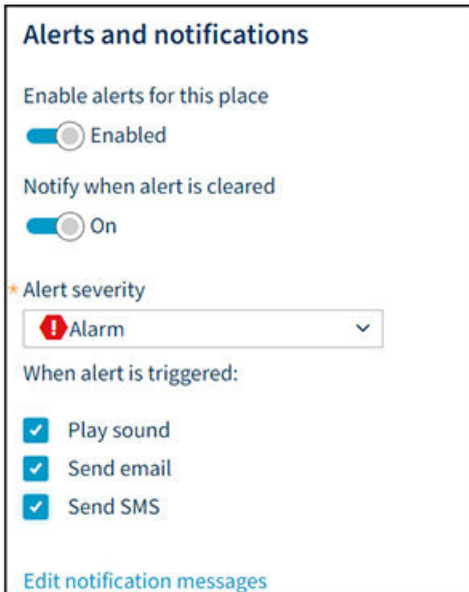 Alerts and notifications
Enable alerts for this place
Enabled
Notify when alert is cleared
On
* Alert severity
Alarm
When alert is triggered:
Play sound
Send email
Send SMS
Edit notification messages